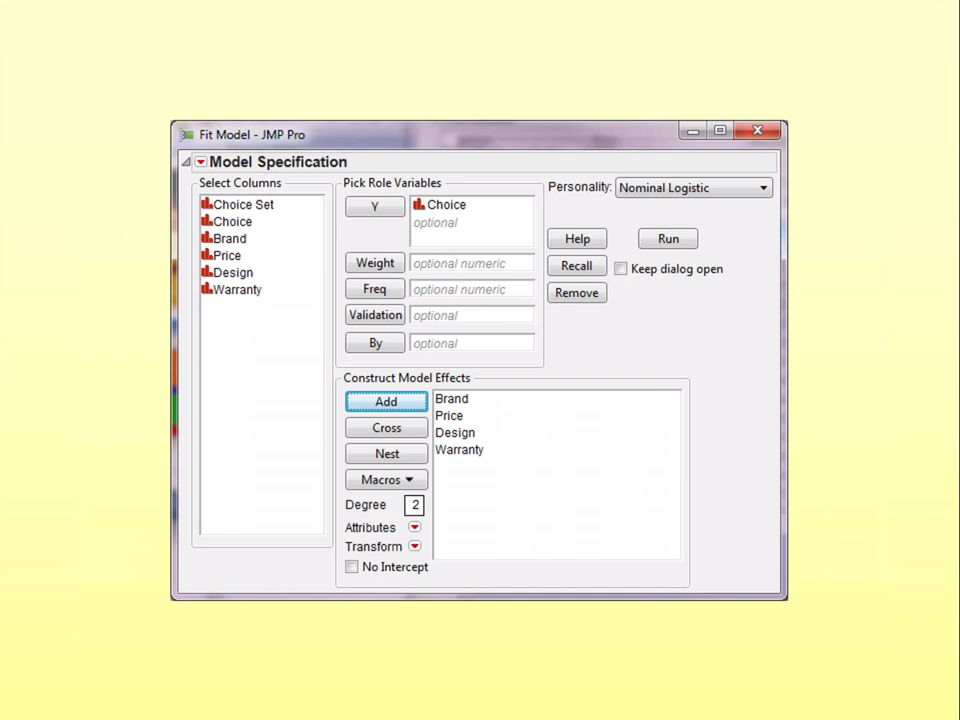 Fit Model - JMP Pro
Model Specification
Select Columns
Choice Set
Choice
Brand
Price
Design
Warranty
Pick Role Variables
Y
Choice
optional
Weight
optional numeric
Freq
optional numeric
Validation
optional
By
optional
Personality: Nominal Logistic
Help
Run
Recall
Keep dialog open
Remove
Construct Model Effects
Add
Cross
Nest
Macros
Degree 2
Attributes
Transform
No Intercept
Brand
Price
Design
Warranty